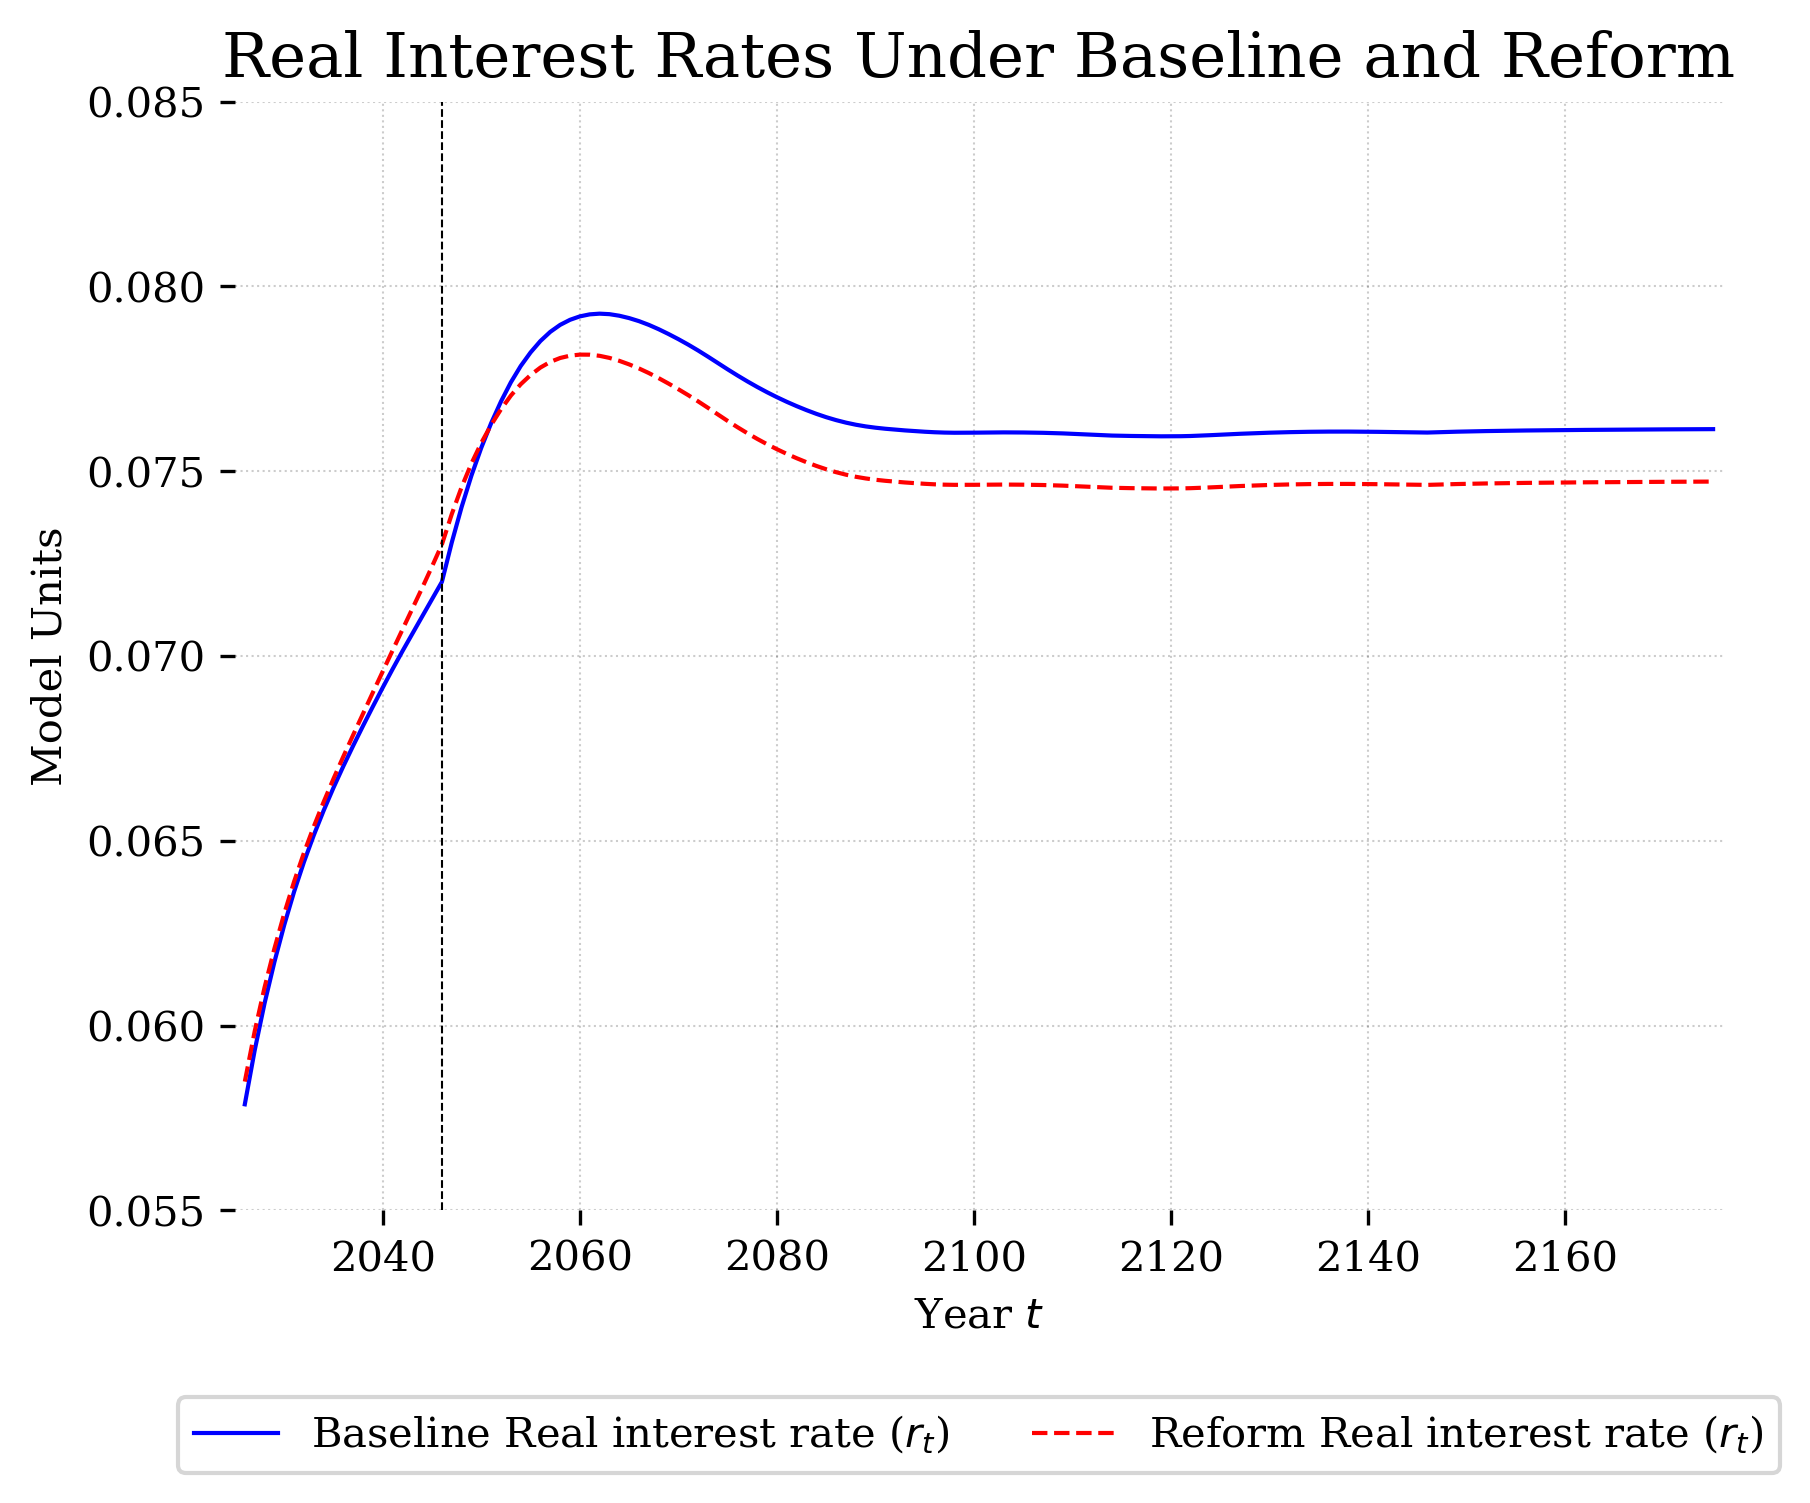 Real Interest Rates Under Baseline and Reform
0.085
0.080
0.075
0.070
0.065
0.060
0.055
Model Units
2040 2060 2080 2100 2120 2140 2160
Year t
Baseline Real interest rate (r_t) Reform Real interest rate (r_t)